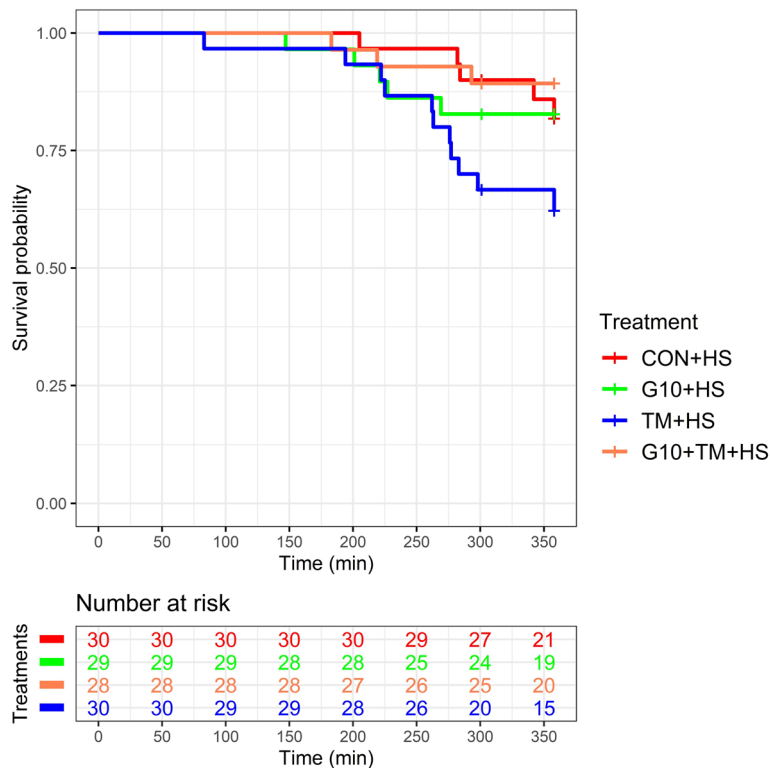 1.00
0.75
0.50
0.25
0.00
Survival probability
0 50 100 150 200 250 300 350
Time (min)
Treatment
CON+HS
G10+HS
TM+HS
G10+TM+HS
Number at risk
Treatments
30 30 30 30 30 29 27 21
29 29 29 28 28 25 24 19
28 28 28 28 27 26 25 20
30 30 29 29 28 26 20 15
0 50 100 150 200 250 300 350
Time (min)